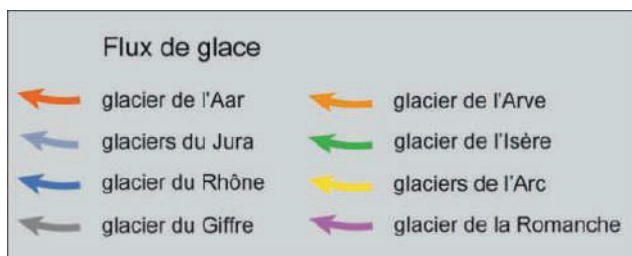 Flux de glace
glacier de l'Aar
glaciers du Jura
glacier du Rhône
glacier du Giffre
glacier de l'Arve
glacier de l'Isère
glaciers de l'Arc
glacier de la Romanche